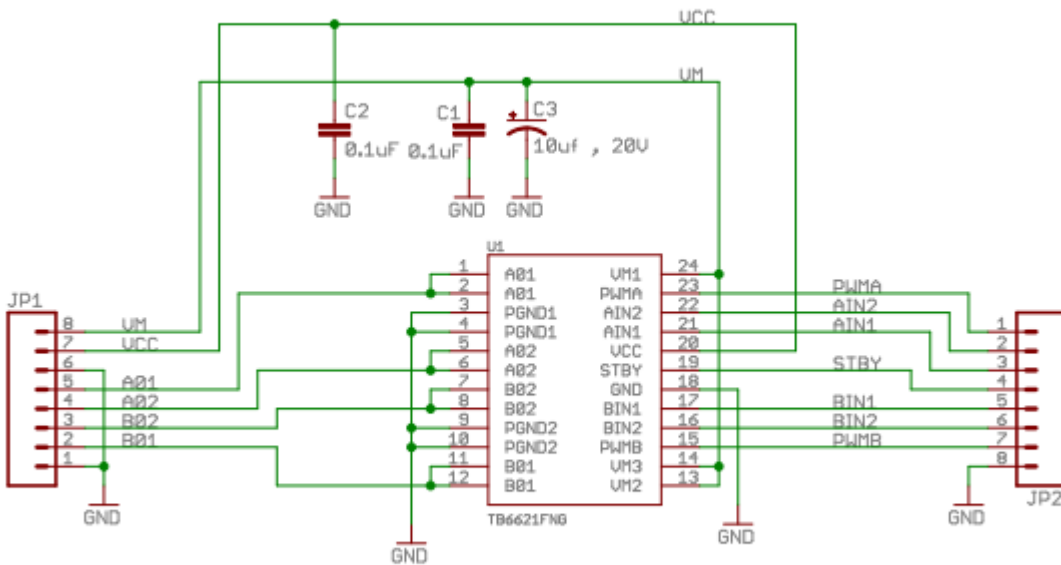 VCC
VM
C2
0.1uF
C1
0.1uF
C3
10uf , 20V
GND
GND
GND
U1
1 A01 VM1 24
2 A01 PWMA 23
3 PGND1 AIN2 22
4 PGND1 AIN1 21
5 A02 VCC 20
6 A02 STBY 19
7 B02 GND 18
8 B02 BIN1 17
9 PGND2 BIN2 16
10 PGND2 PWMB 15
11 B01 VM3 14
12 B01 VM2 13
TB6621FNG
GND
GND
JP1
8 VM
7 VCC
6
5 A01
4 A02
3 B02
2 B01
1
GND
PWMA 1
AIN2 2
AIN1 3
STBY 4
BIN1 5
BIN2 6
PWMB 7
8
JP2
GND